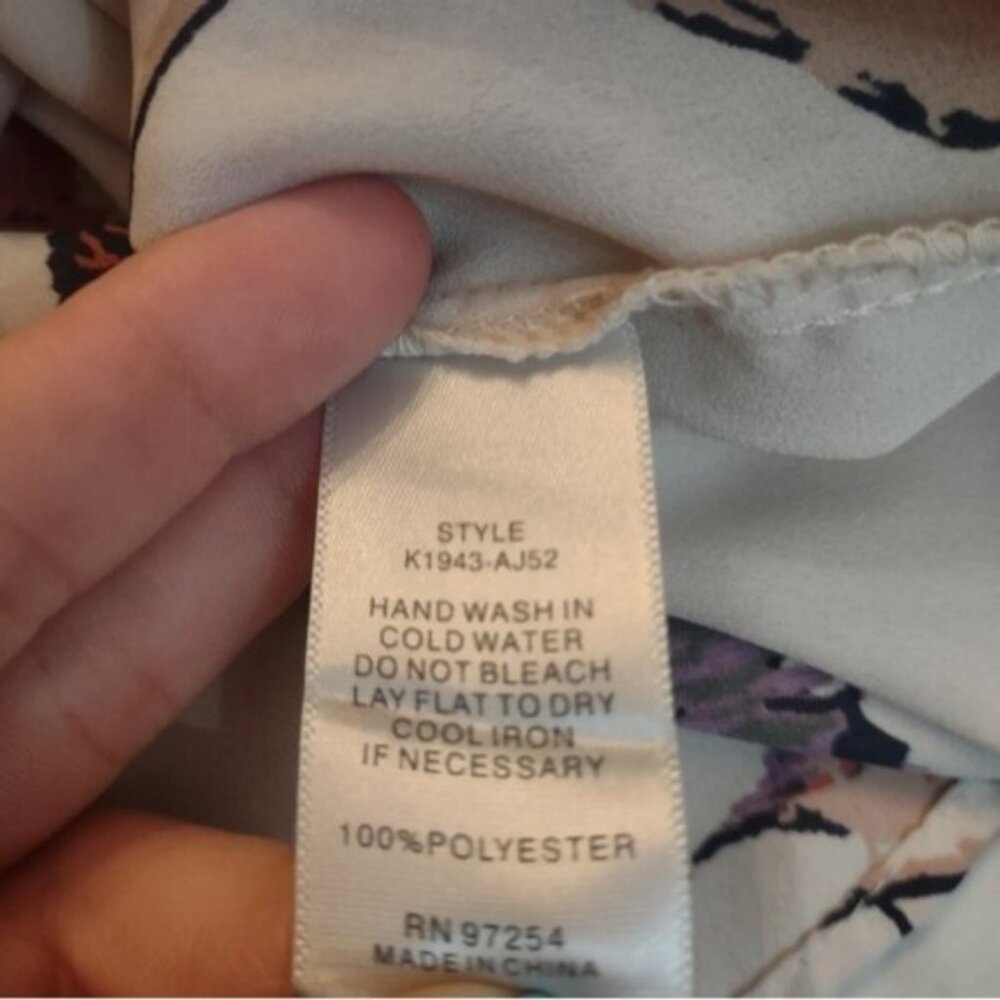 STYLE
K1943-AJ52
HAND WASH IN
COLD WATER
DO NOT BLEACH
LAY FLAT TO DRY
COOL IRON
IF NECESSARY
100%POLYESTER
RN 97254
MADE IN CHINA